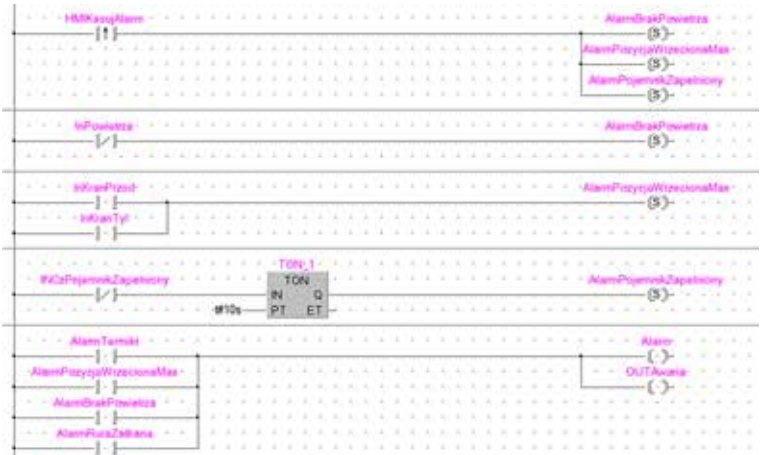 HMIKasujAlarm AlarmBrakPowietrza
[↑] (S)
AlarmPozycjaWrzecionaMax
(S)
AlarmPojemnikZapelniony
(S)
InPowietrza AlarmBrakPowietrza
[/] (S)
InKranPrzod AlarmPozycjaWrzecionaMax
(S)
InKranTyl
TON_1
INCzPojemnikZapelniony TON AlarmPojemnikZapelniony
[/] IN Q (S)
t#10s PT ET
AlarmTermiki Alarm
AlarmPozycjaWrzecionaMax OUTAwaria
AlarmBrakPowietrza
AlarmRuraZatkana